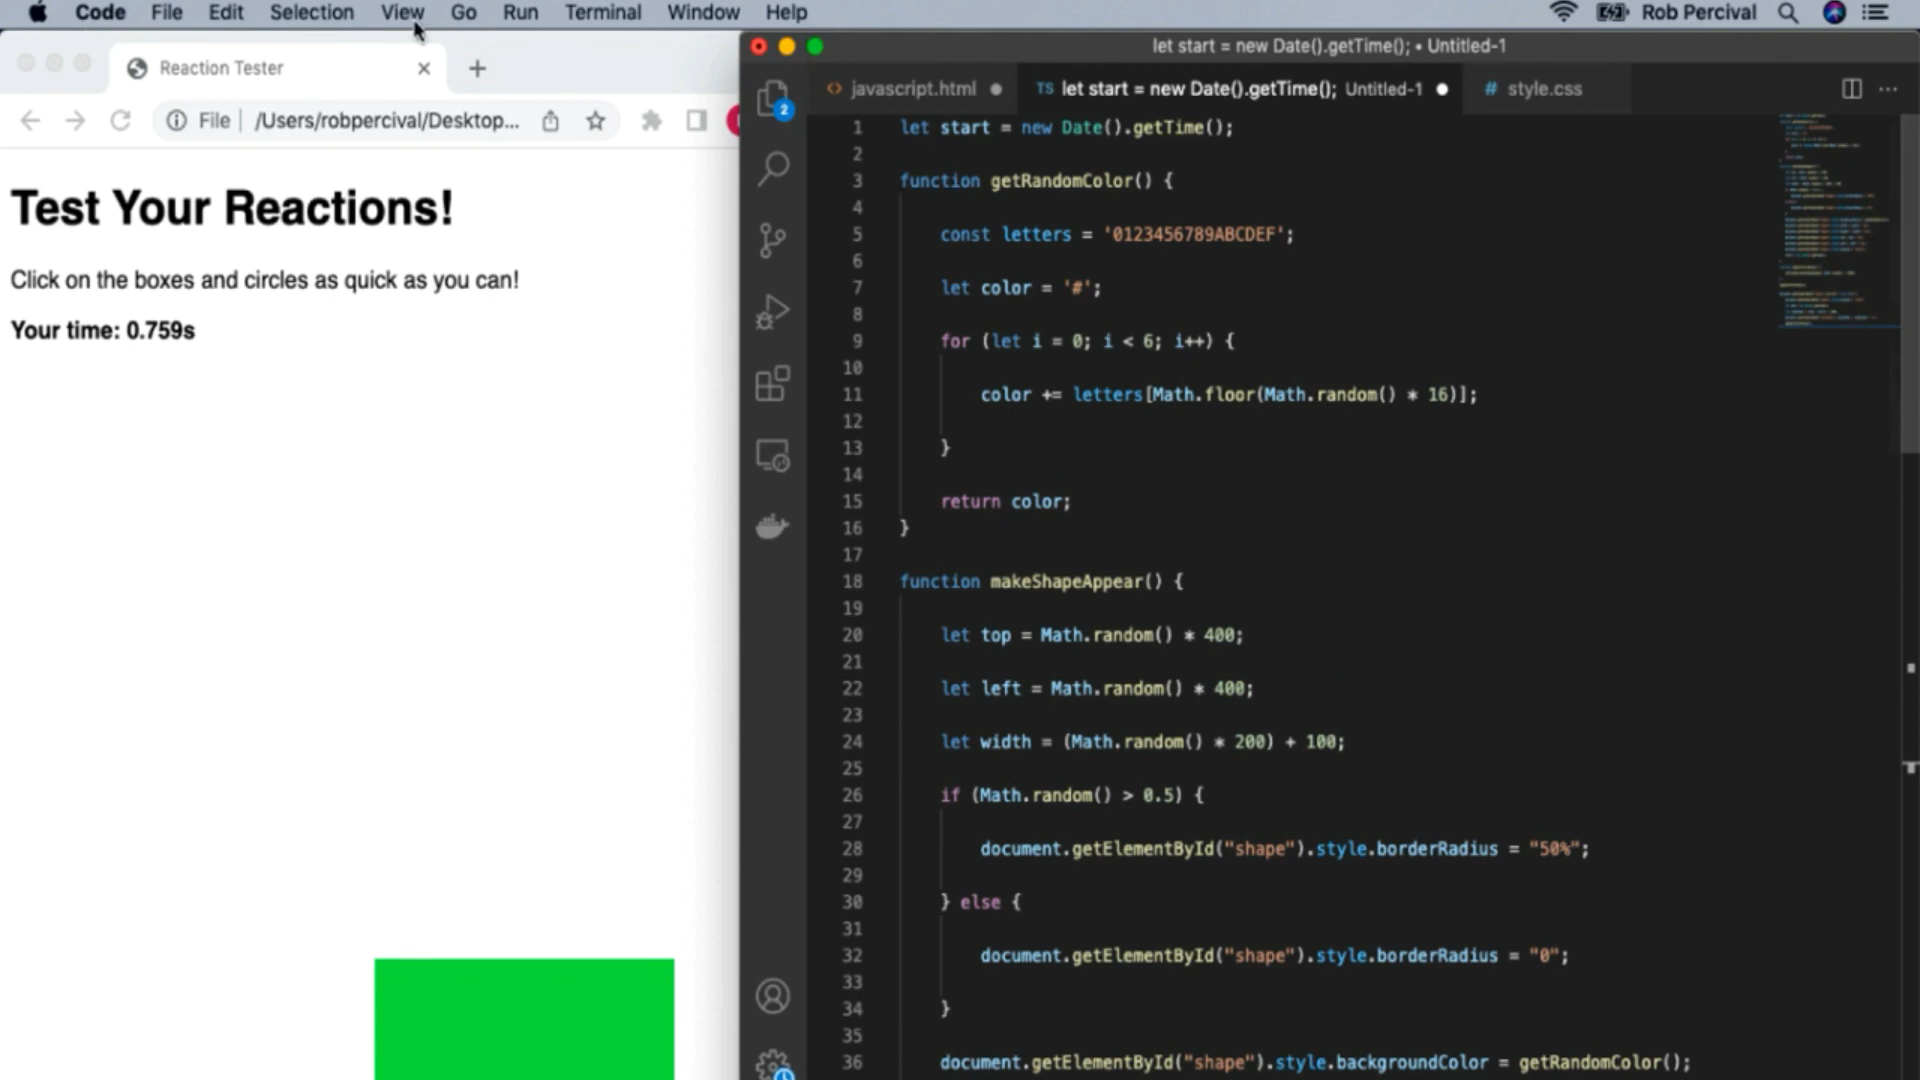 Code File Edit Selection View Go Run Terminal Window Help Rob Percival
let start = new Date().getTime(); • Untitled-1
Reaction Tester
javascript.html
TS let start = new Date().getTime(); Untitled-1
# style.css
File /Users/robpercival/Desktop...
2
Test Your Reactions!
Click on the boxes and circles as quick as you can!
Your time: 0.759s
1 let start = new Date().getTime();
2
3 function getRandomColor() {
4
5 const letters = '0123456789ABCDEF';
6
7 let color = '#';
8
9 for (let i = 0; i < 6; i++) {
10
11 color += letters[Math.floor(Math.random() * 16)];
12
13 }
14
15 return color;
16 }
17
18 function makeShapeAppear() {
19
20 let top = Math.random() * 400;
21
22 let left = Math.random() * 400;
23
24 let width = (Math.random() * 200) + 100;
25
26 if (Math.random() > 0.5) {
27
28 document.getElementById("shape").style.borderRadius = "50%";
29
30 } else {
31
32 document.getElementById("shape").style.borderRadius = "0";
33
34 }
35
36 document.getElementById("shape").style.backgroundColor = getRandomColor();